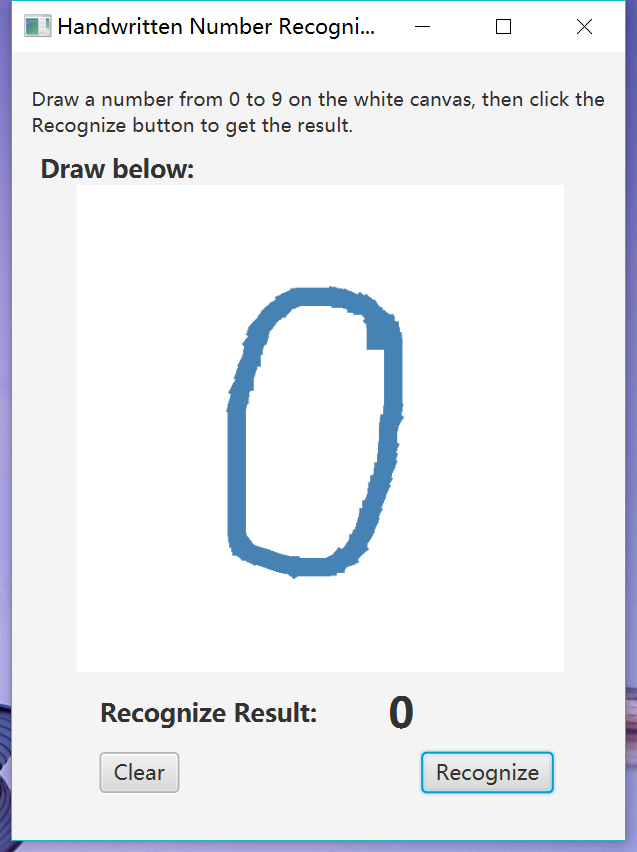 Handwritten Number Recogni...
Draw a number from 0 to 9 on the white canvas, then click the
Recognize button to get the result.
Draw below:
0
Recognize Result: 0
Clear Recognize